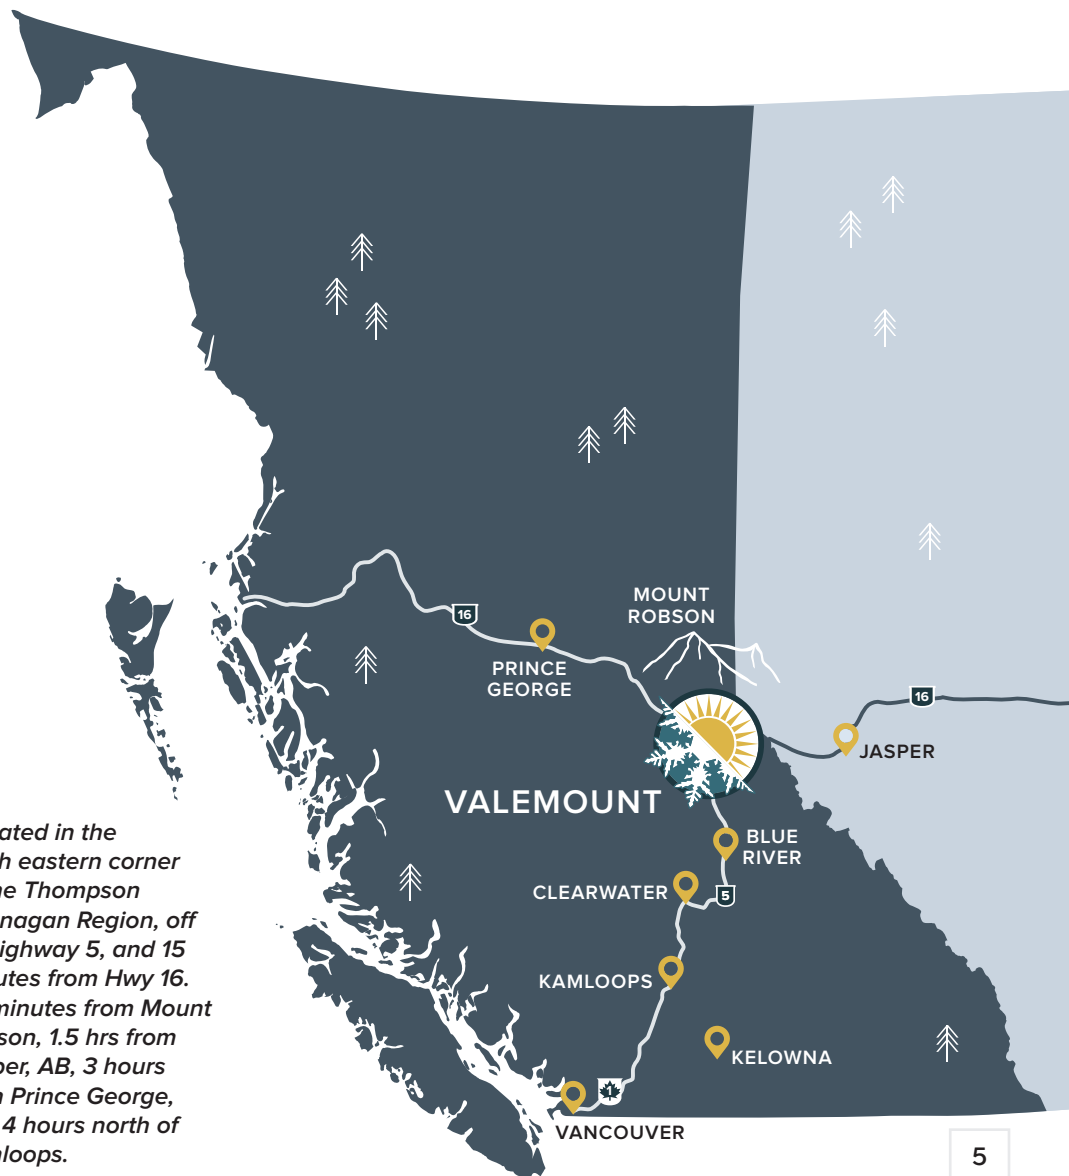 MOUNT
ROBSON
16
PRINCE
GEORGE
16
JASPER
VALEMOUNT
BLUE
RIVER
CLEARWATER
5
KAMLOOPS
KELOWNA
1
VANCOUVER
ated in the
h eastern corner
he Thompson
nagan Region, off
ighway 5, and 15
utes from Hwy 16.
minutes from Mount
son, 1.5 hrs from
per, AB, 3 hours
n Prince George,
4 hours north of
nloops.
5